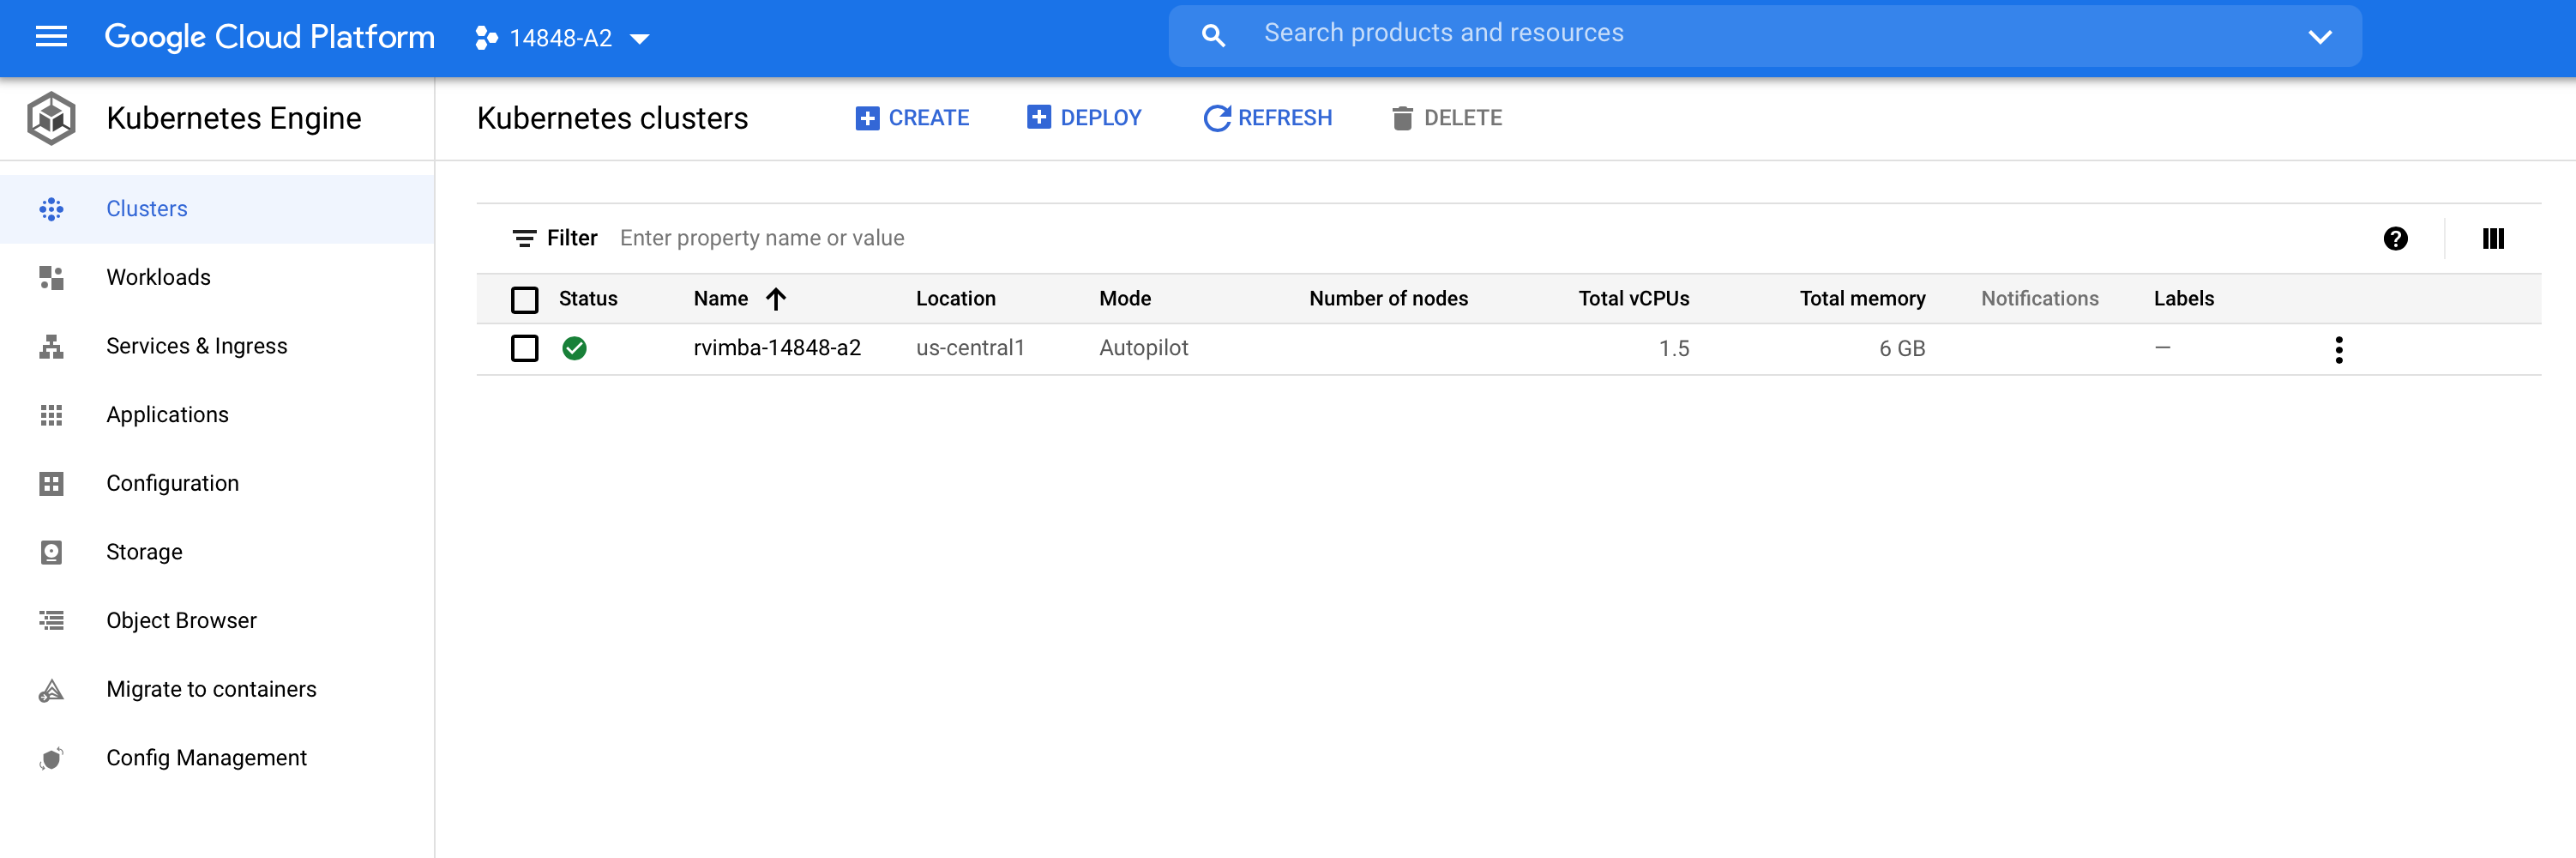 Google Cloud Platform
14848-A2
Search products and resources
Kubernetes Engine
Kubernetes clusters
CREATE
DEPLOY
REFRESH
DELETE
Clusters
Workloads
Services & Ingress
Applications
Configuration
Storage
Object Browser
Migrate to containers
Config Management
Filter Enter property name or value
Status Name Location Mode Number of nodes Total vCPUs Total memory Notifications Labels
rvimba-14848-a2 us-central1 Autopilot 1.5 6 GB —